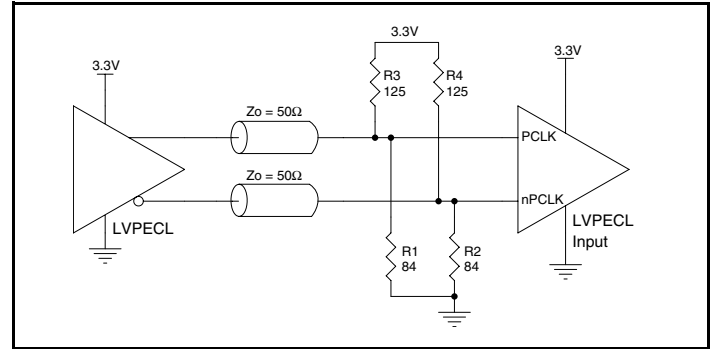 3.3V
3.3V
3.3V
R3
125
R4
125
Zo = 50Ω
PCLK
Zo = 50Ω
nPCLK
LVPECL
LVPECL
Input
R1
84
R2
84